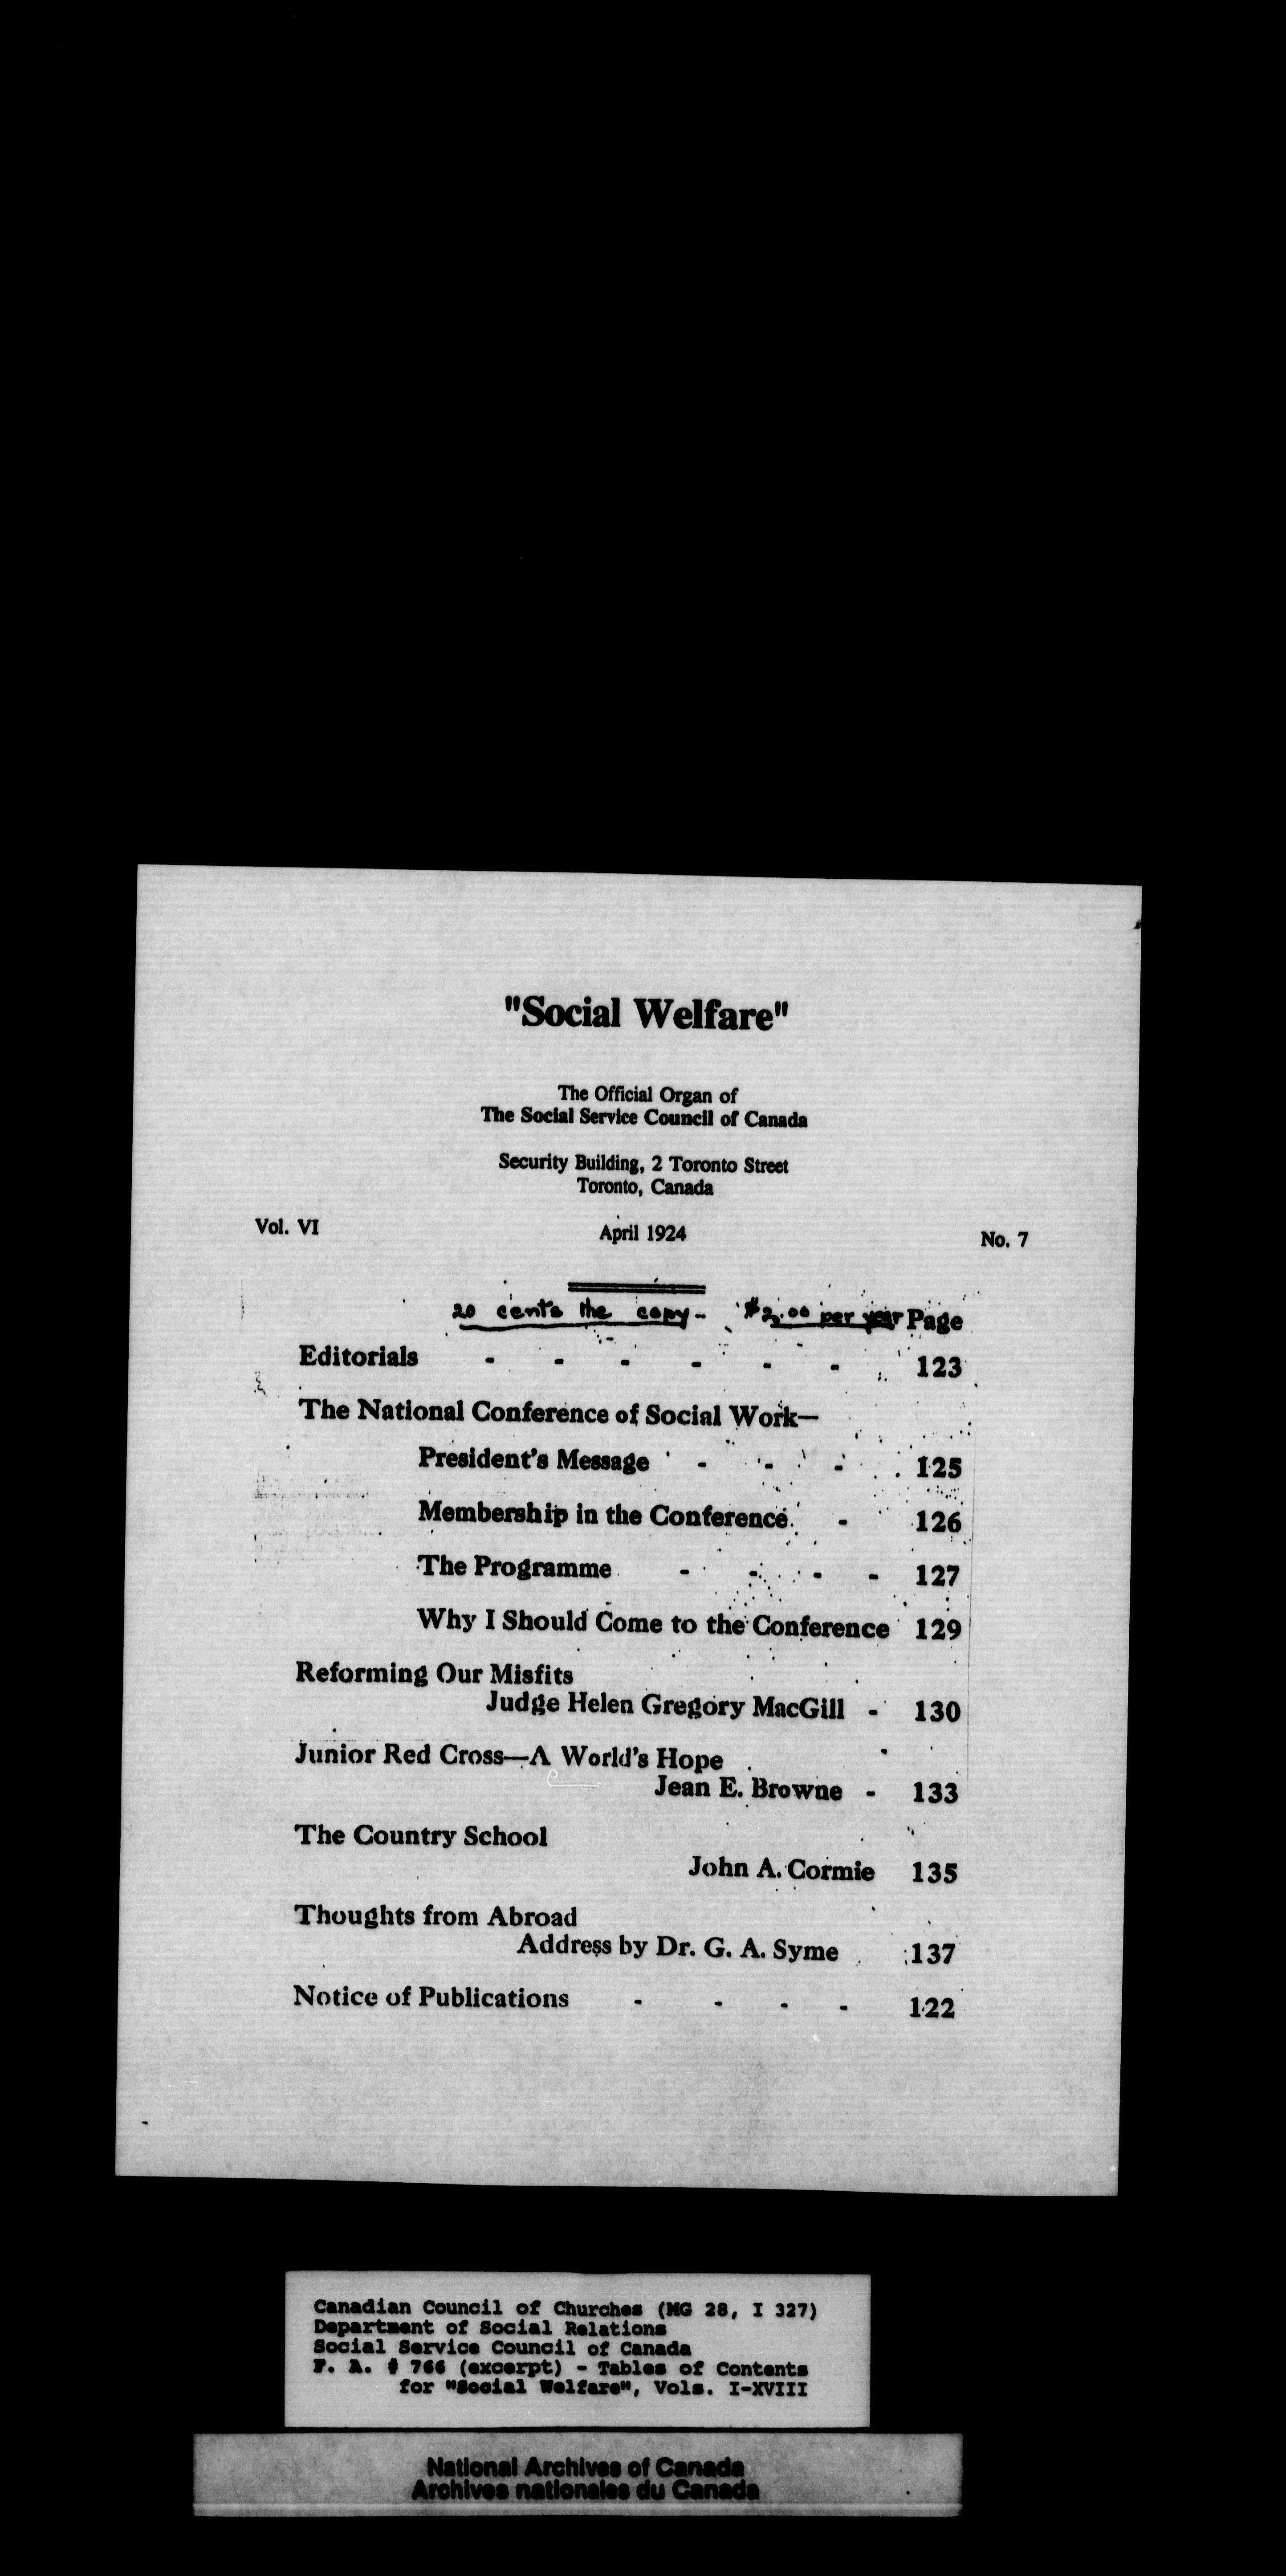 "Social Welfare"
The Official Organ of
The Social Service Council of Canada
Security Building, 2 Toronto Street
Toronto, Canada
Vol. VI April 1924 No. 7
20 cents the copy - $2.00 per year Page
Editorials - - - - - - 123
The National Conference of Social Work—
President's Message - - - 125
Membership in the Conference - 126
The Programme - - - - 127
Why I Should Come to the Conference 129
Reforming Our Misfits
Judge Helen Gregory MacGill - 130
Junior Red Cross—A World's Hope
Jean E. Browne - 133
The Country School
John A. Cormie 135
Thoughts from Abroad
Address by Dr. G. A. Syme 137
Notice of Publications - - - - 122
Canadian Council of Churches (MG 28, I 327)
Department of Social Relations
Social Service Council of Canada
F. A. # 766 (excerpt) - Tables of Contents
for "Social Welfare", Vols. I-XVIII
National Archives of Canada
Archives nationales du Canada